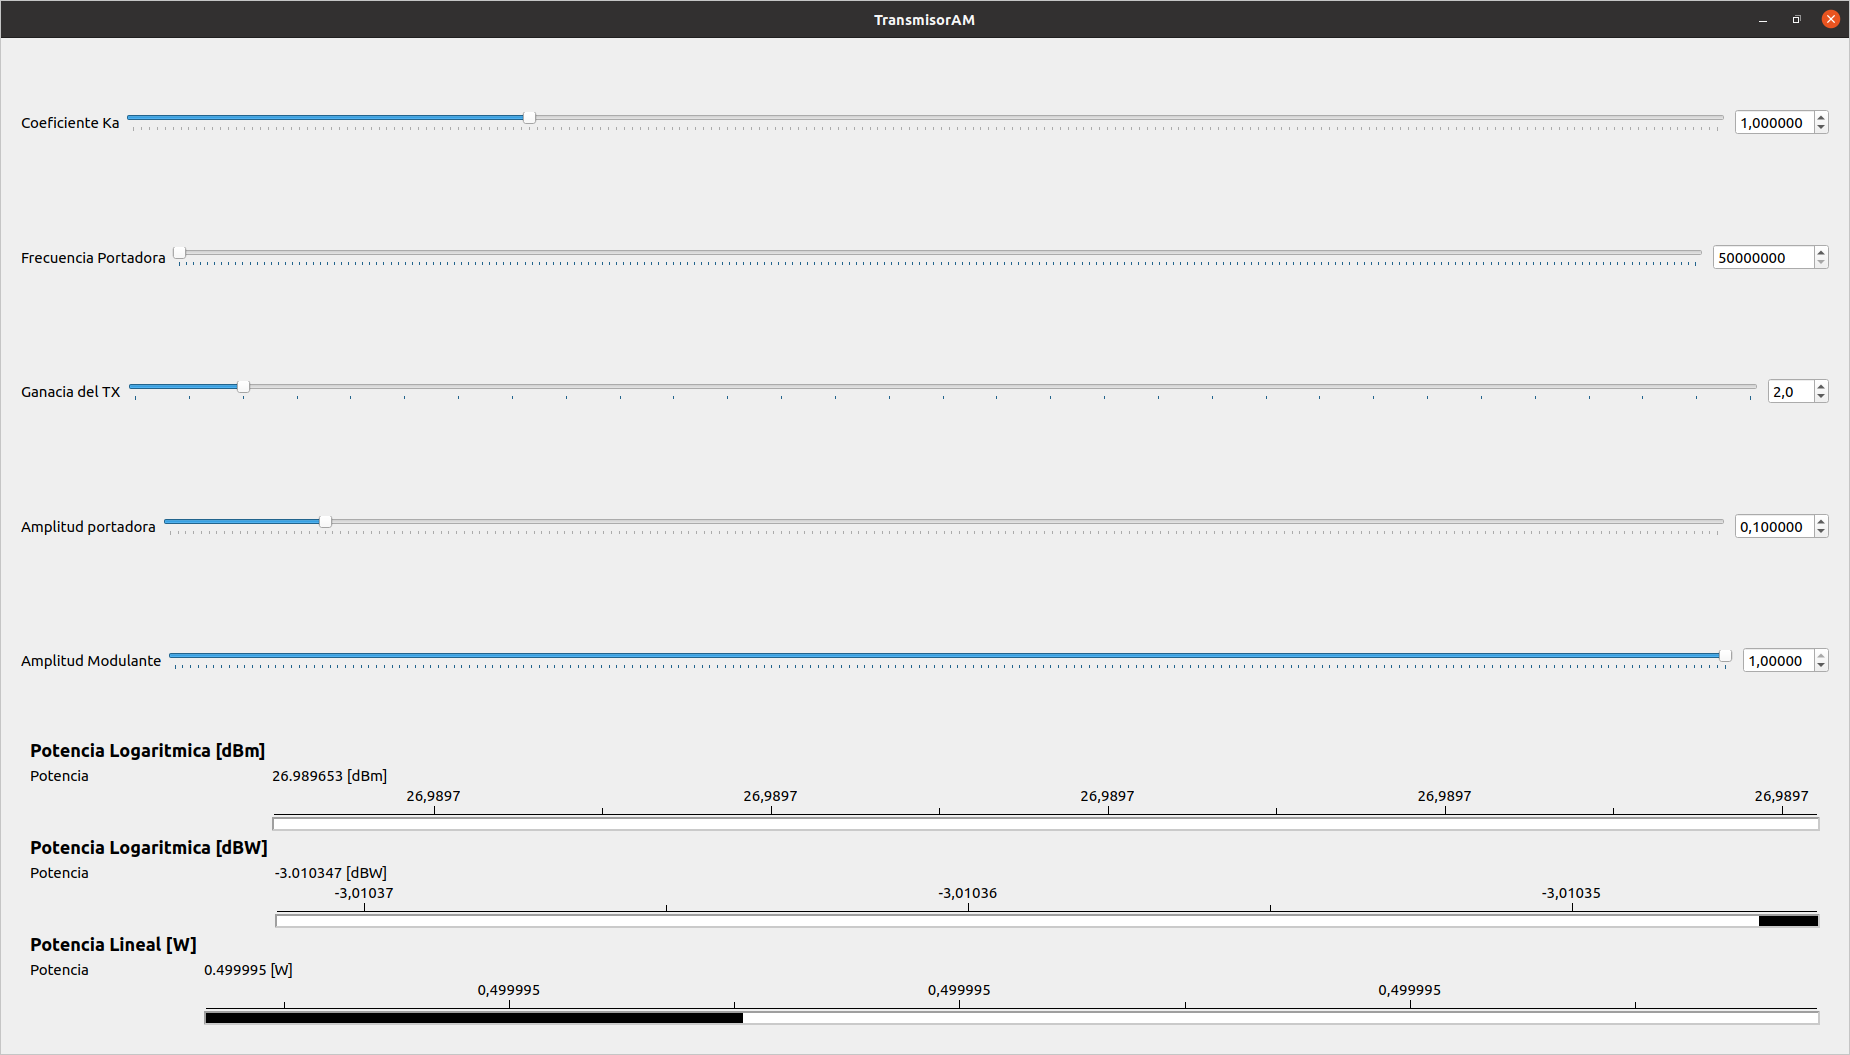 TransmisorAM
Coeficiente Ka 1,000000
Frecuencia Portadora 50000000
Ganacia del TX 2,0
Amplitud portadora 0,100000
Amplitud Modulante 1,00000
Potencia Logaritmica [dBm]
Potencia 26.989653 [dBm]
26,9897 26,9897 26,9897 26,9897 26,9897
Potencia Logaritmica [dBW]
Potencia -3.010347 [dBW]
-3,01037 -3,01036 -3,01035
Potencia Lineal [W]
Potencia 0.499995 [W]
0,499995 0,499995 0,499995